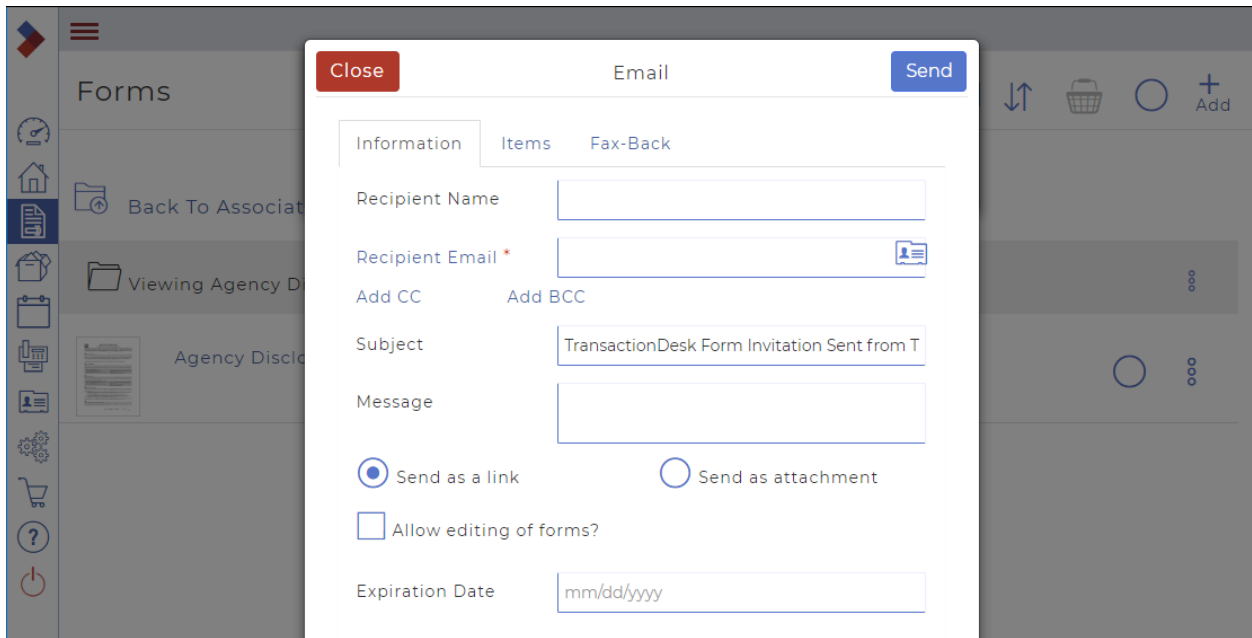 Close
Email
Send
Forms
Add
Information
Items
Fax-Back
Recipient Name
Back To Associat
Recipient Email *
Viewing Agency Di
Add CC
Add BCC
Subject
TransactionDesk Form Invitation Sent from T
Agency Disclo
Message
Send as a link
Send as attachment
Allow editing of forms?
Expiration Date
mm/dd/yyyy